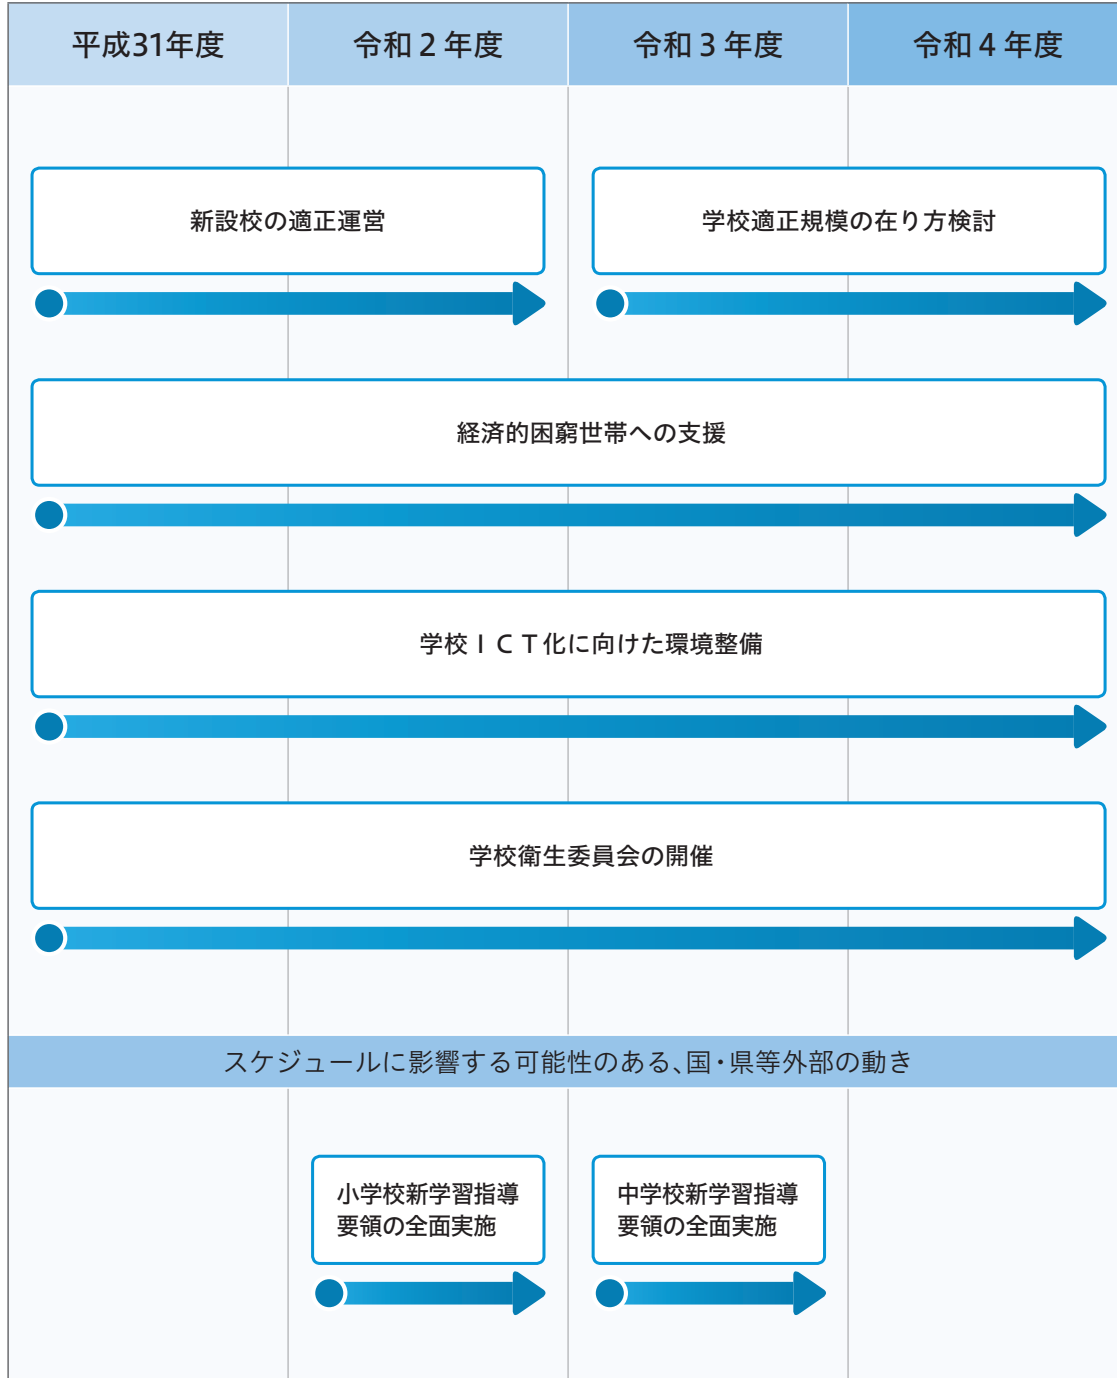 平成31年度
令和２年度
令和３年度
令和４年度
新設校の適正運営
学校適正規模の在り方検討
経済的困窮世帯への支援
学校ＩＣＴ化に向けた環境整備
学校衛生委員会の開催
スケジュールに影響する可能性のある、国・県等外部の動き
小学校新学習指導
要領の全面実施
中学校新学習指導
要領の全面実施